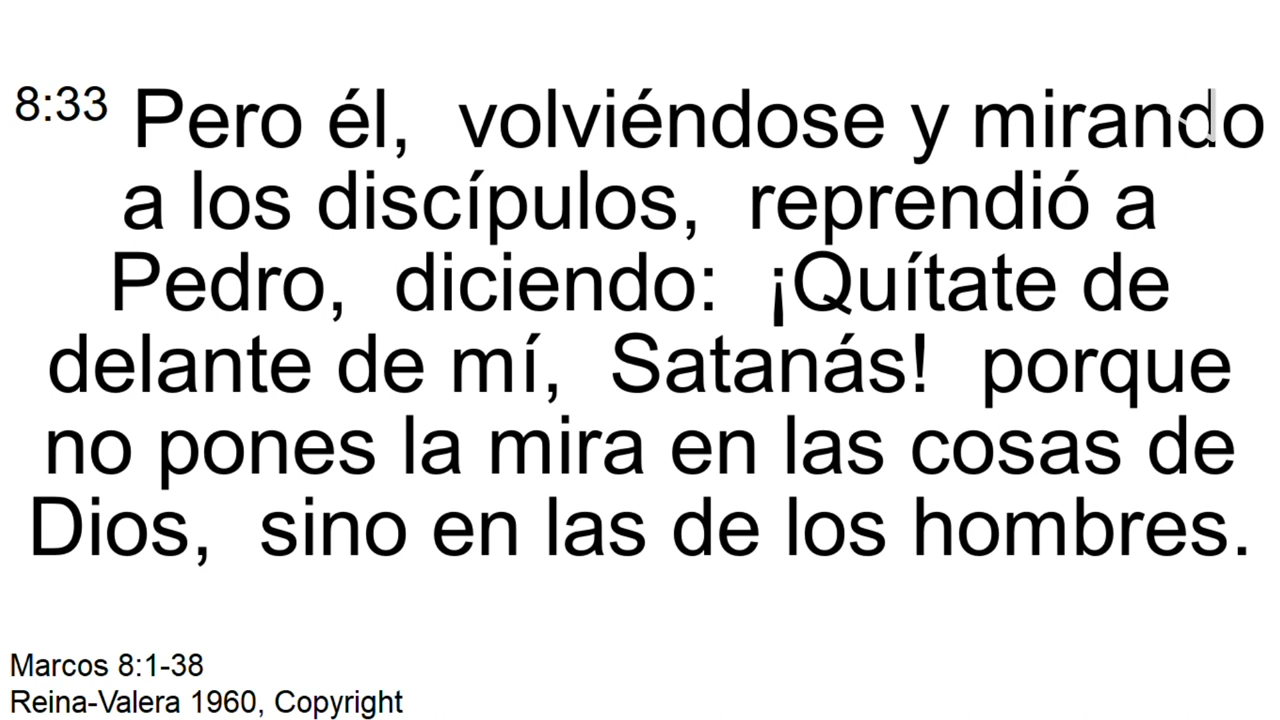 8:33 Pero él, volviéndose y mirando
a los discípulos, reprendió a
Pedro, diciendo: ¡Quítate de
delante de mí, Satanás! porque
no pones la mira en las cosas de
Dios, sino en las de los hombres.
Marcos 8:1-38
Reina-Valera 1960, Copyright